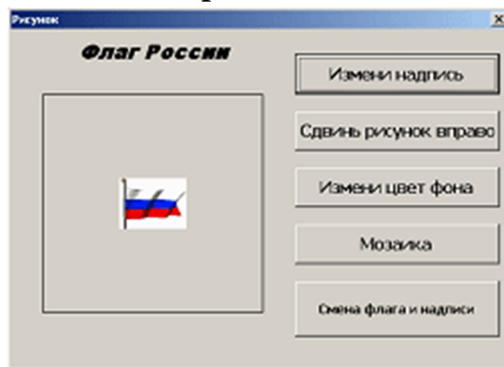 Рисунок
Флаг России
Измени надпись
Сдвинь рисунок вправо
Измени цвет фона
Мозаика
Смена флага и надписи